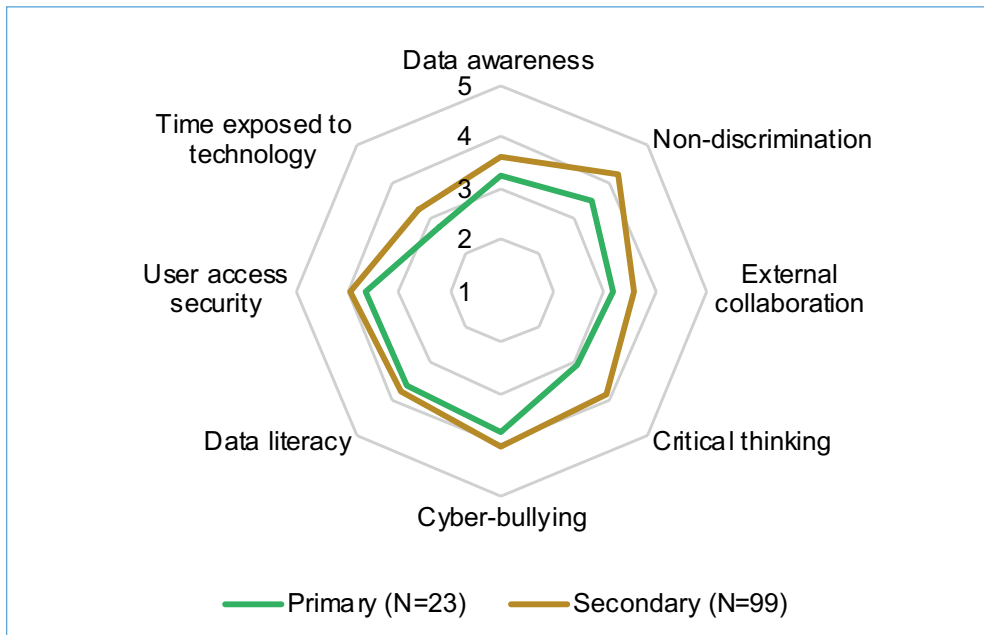 Data awareness
5
Time exposed to
technology
4
Non-discrimination
3
2
User access
security
1
External
collaboration
Data literacy
Critical thinking
Cyber-bullying
Primary (N=23)
Secondary (N=99)